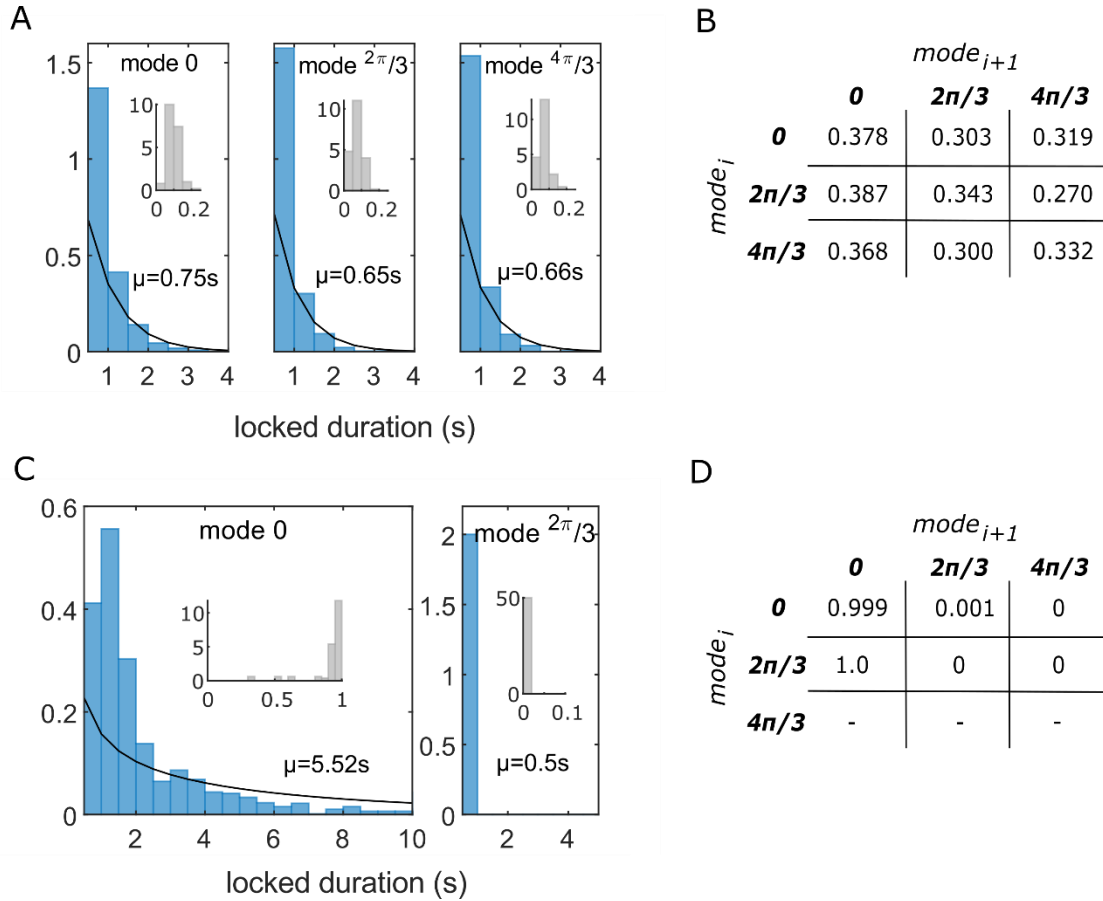 A
mode 0
mode 2π/3
mode 4π/3
1.5
1
0.5
0
10
5
0
0 0.2
10
5
0
0 0.2
10
5
0
0 0.2
μ=0.75s
μ=0.65s
μ=0.66s
1 2 3 4
1 2 3 4
1 2 3 4
locked duration (s)
B
mode i+1
0 2π/3 4π/3
mode i
0 0.378 0.303 0.319
2π/3 0.387 0.343 0.270
4π/3 0.368 0.300 0.332
C
mode 0
0.6
0.4
0.2
0
10
5
0
0 0.5 1
μ=5.52s
2 4 6 8 10
mode 2π/3
2
1.5
1
0.5
0
50
0
0 0.1
μ=0.5s
2 4
locked duration (s)
D
mode i+1
0 2π/3 4π/3
mode i
0 0.999 0.001 0
2π/3 1.0 0 0
4π/3 - - -